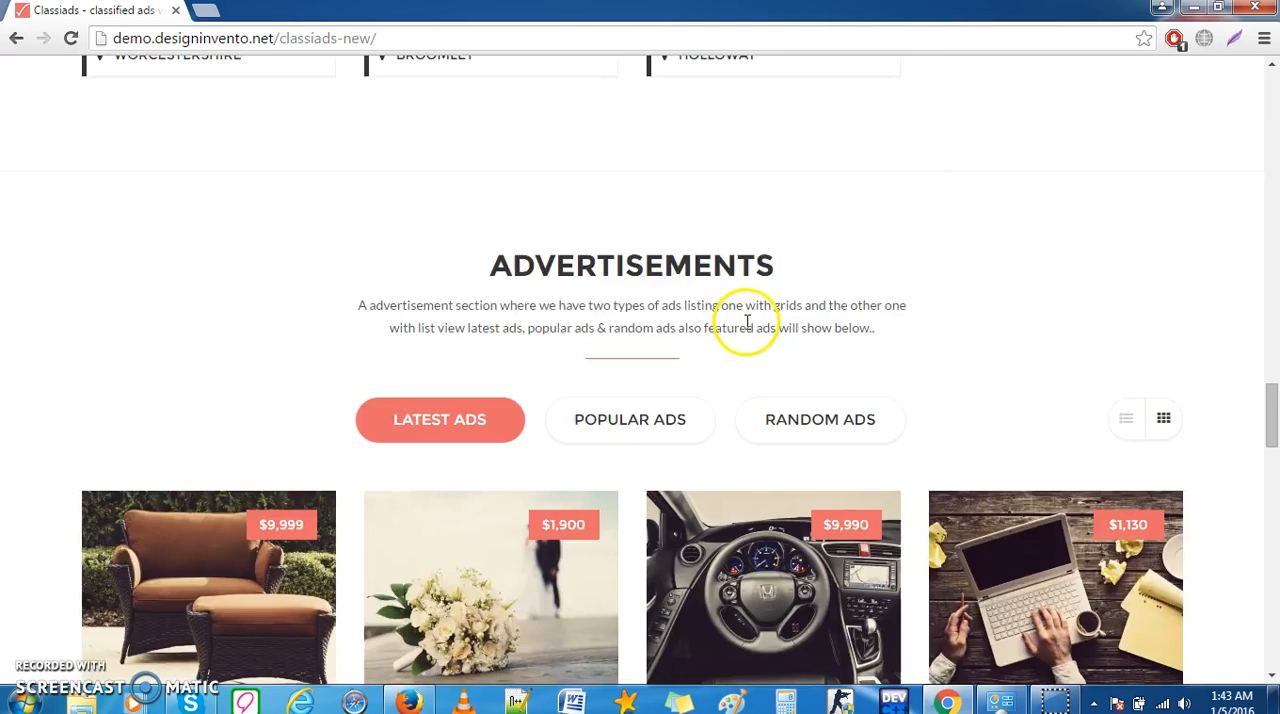 Classiads - classified ads w
demo.designinvento.net/classiads-new/
1
WORCESTERSHIRE
BROOMLEY
HOLLOWAY
ADVERTISEMENTS
A advertisement section where we have two types of ads listing one with grids and the other one
with list view latest ads, popular ads & random ads also featured ads will show below..
LATEST ADS
POPULAR ADS
RANDOM ADS
$9,999
$1,900
$9,990
$1,130
RECORDED WITH
SCREENCAST MATIC
DEV
1:43 AM
1/5/2016